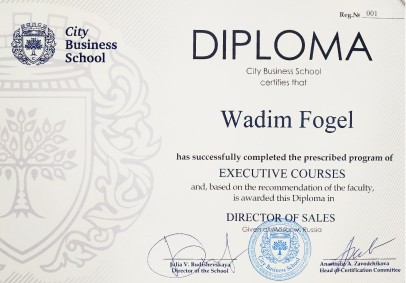 Reg.№ 001
City
Business
School
DIPLOMA
City Business School
certifies that
Wadim Fogel
has successfully completed the prescribed program of
EXECUTIVE COURSES
and, based on the recommendation of the faculty,
is awarded this Diploma in
DIRECTOR OF SALES
Given at Moscow, Russia
Julia V. Rudishevskaya
Director of the School
Anastasia A. Zavodchikova
Head of Certification Committee
City Business School